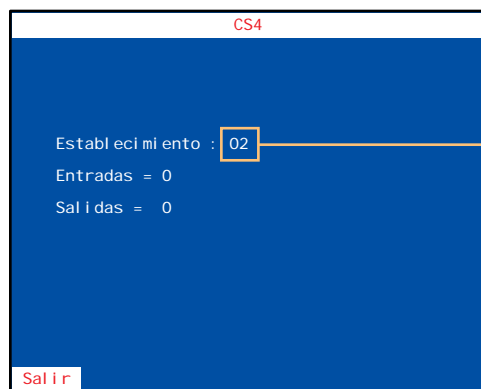 CS4
Establecimiento : 02
Entradas = 0
Salidas = 0
Salir